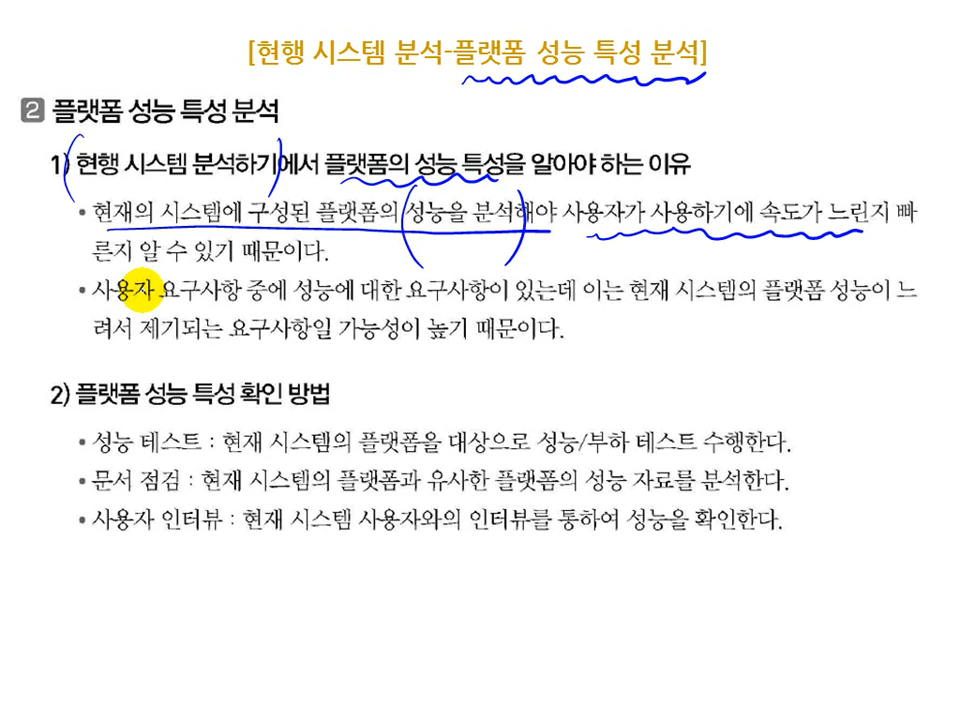 [현행 시스템 분석-플랫폼 성능 특성 분석]
2 플랫폼 성능 특성 분석
1) 현행 시스템 분석하기에서 플랫폼의 성능 특성을 알아야 하는 이유
• 현재의 시스템에 구성된 플랫폼의 성능을 분석해야 사용자가 사용하기에 속도가 느린지 빠
른지 알 수 있기 때문이다.
• 사용자 요구사항 중에 성능에 대한 요구사항이 있는데 이는 현재 시스템의 플랫폼 성능이 느
려서 제기되는 요구사항일 가능성이 높기 때문이다.
2) 플랫폼 성능 특성 확인 방법
• 성능 테스트 : 현재 시스템의 플랫폼을 대상으로 성능/부하 테스트 수행한다.
• 문서 점검 : 현재 시스템의 플랫폼과 유사한 플랫폼의 성능 자료를 분석한다.
• 사용자 인터뷰 : 현재 시스템 사용자와의 인터뷰를 통하여 성능을 확인한다.